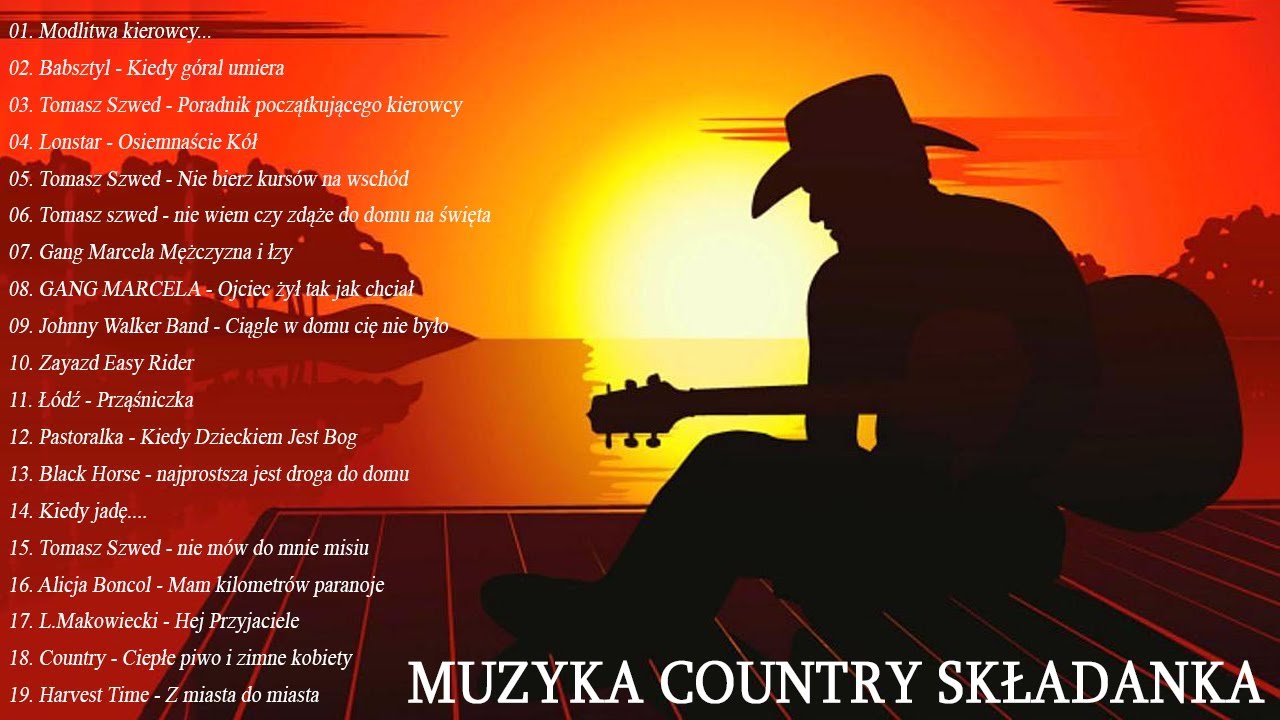 01. Modlitwa kierowcy...
02. Babsztyl - Kiedy góral umiera
03. Tomasz Szwed - Poradnik początkującego kierowcy
04. Lonstar - Osiemnaście Kół
05. Tomasz Szwed - Nie bierz kursów na wschód
06. Tomasz szwed - nie wiem czy zdąże do domu na święta
07. Gang Marcela Mężczyzna i łzy
08. GANG MARCELA - Ojciec żył tak jak chciał
09. Johnny Walker Band - Ciągle w domu cię nie było
10. Zayazd Easy Rider
11. Łódź - Prząśniczka
12. Pastoralka - Kiedy Dzieckiem Jest Bog
13. Black Horse - najprostsza jest droga do domu
14. Kiedy jadę....
15. Tomasz Szwed - nie mów do mnie misiu
16. Alicja Boncol - Mam kilometrów paranoje
17. L.Makowiecki - Hej Przyjaciele
18. Country - Ciepłe piwo i zimne kobiety
19. Harvest Time - Z miasta do miasta
MUZYKA COUNTRY SKŁADANKA